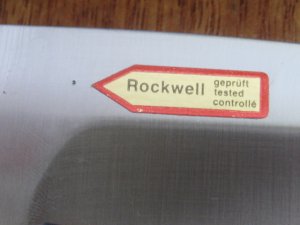 Rockwell
geprüft
tested
controllé